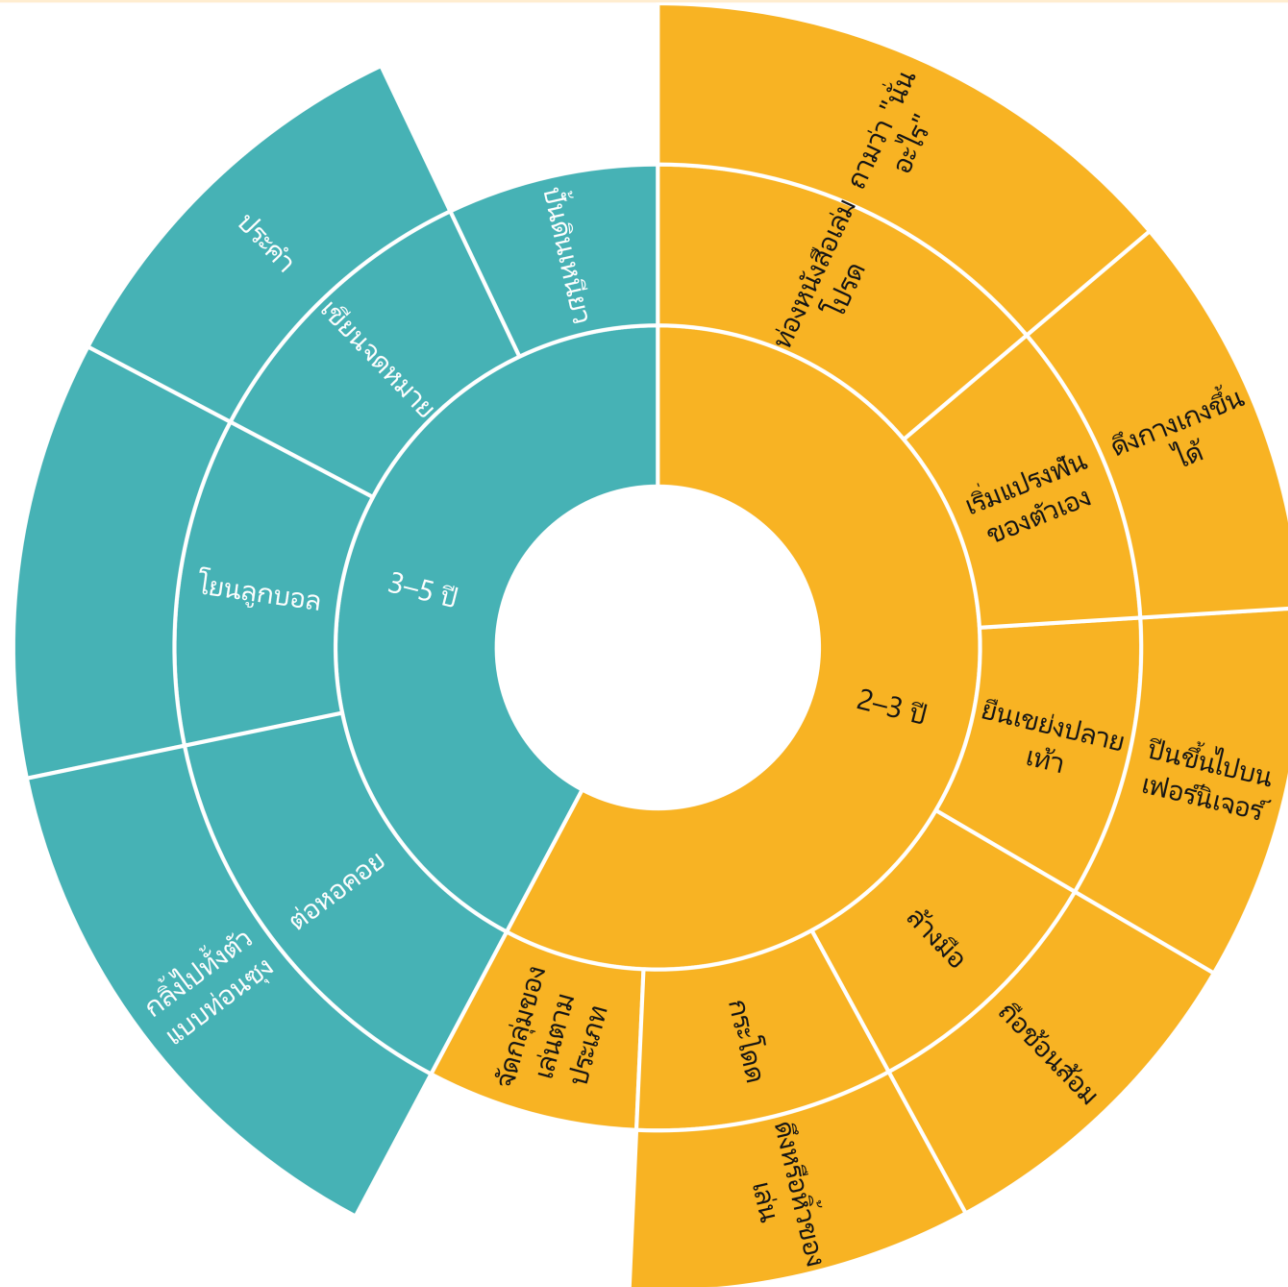 ถามว่า "นั่น
อะไร"
ท่องหนังสือเล่ม
โปรด
ดึงกางเกงขึ้น
ได้
เริ่มแปรงฟัน
ของตัวเอง
2–3 ปี
ยืนเขย่งปลาย
เท้า
ปีนขึ้นไปบน
เฟอร์นิเจอร์
ล้างมือ
ถือช้อนส้อม
กระโดด
ดึงหรือหิ้วของ
เล่น
จัดกลุ่มของ
เล่นตาม
ประเภท
3–5 ปี
ต่อหอคอย
กลิ้งไปทั้งตัว
แบบท่อนซุง
โยนลูกบอล
เขียนจดหมาย
ประคำ
ปั้นดินเหนียว